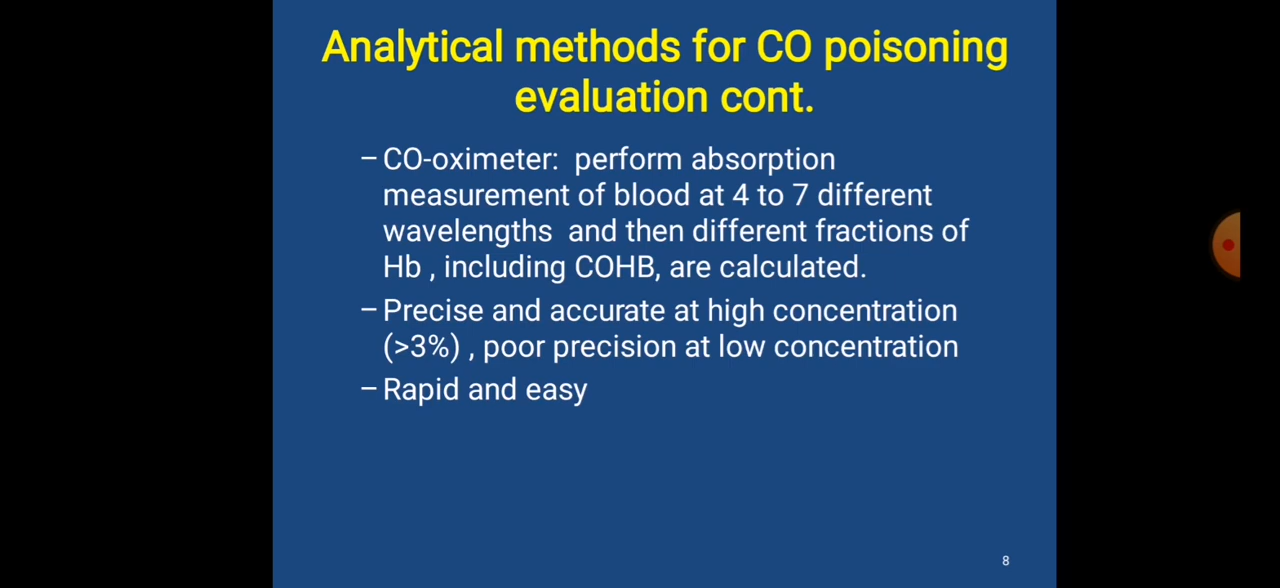 Analytical methods for CO poisoning
evaluation cont.
– CO-oximeter:  perform absorption
measurement of blood at 4 to 7 different
wavelengths  and then different fractions of
Hb , including COHB, are calculated.
– Precise and accurate at high concentration
(>3%) , poor precision at low concentration
– Rapid and easy
8